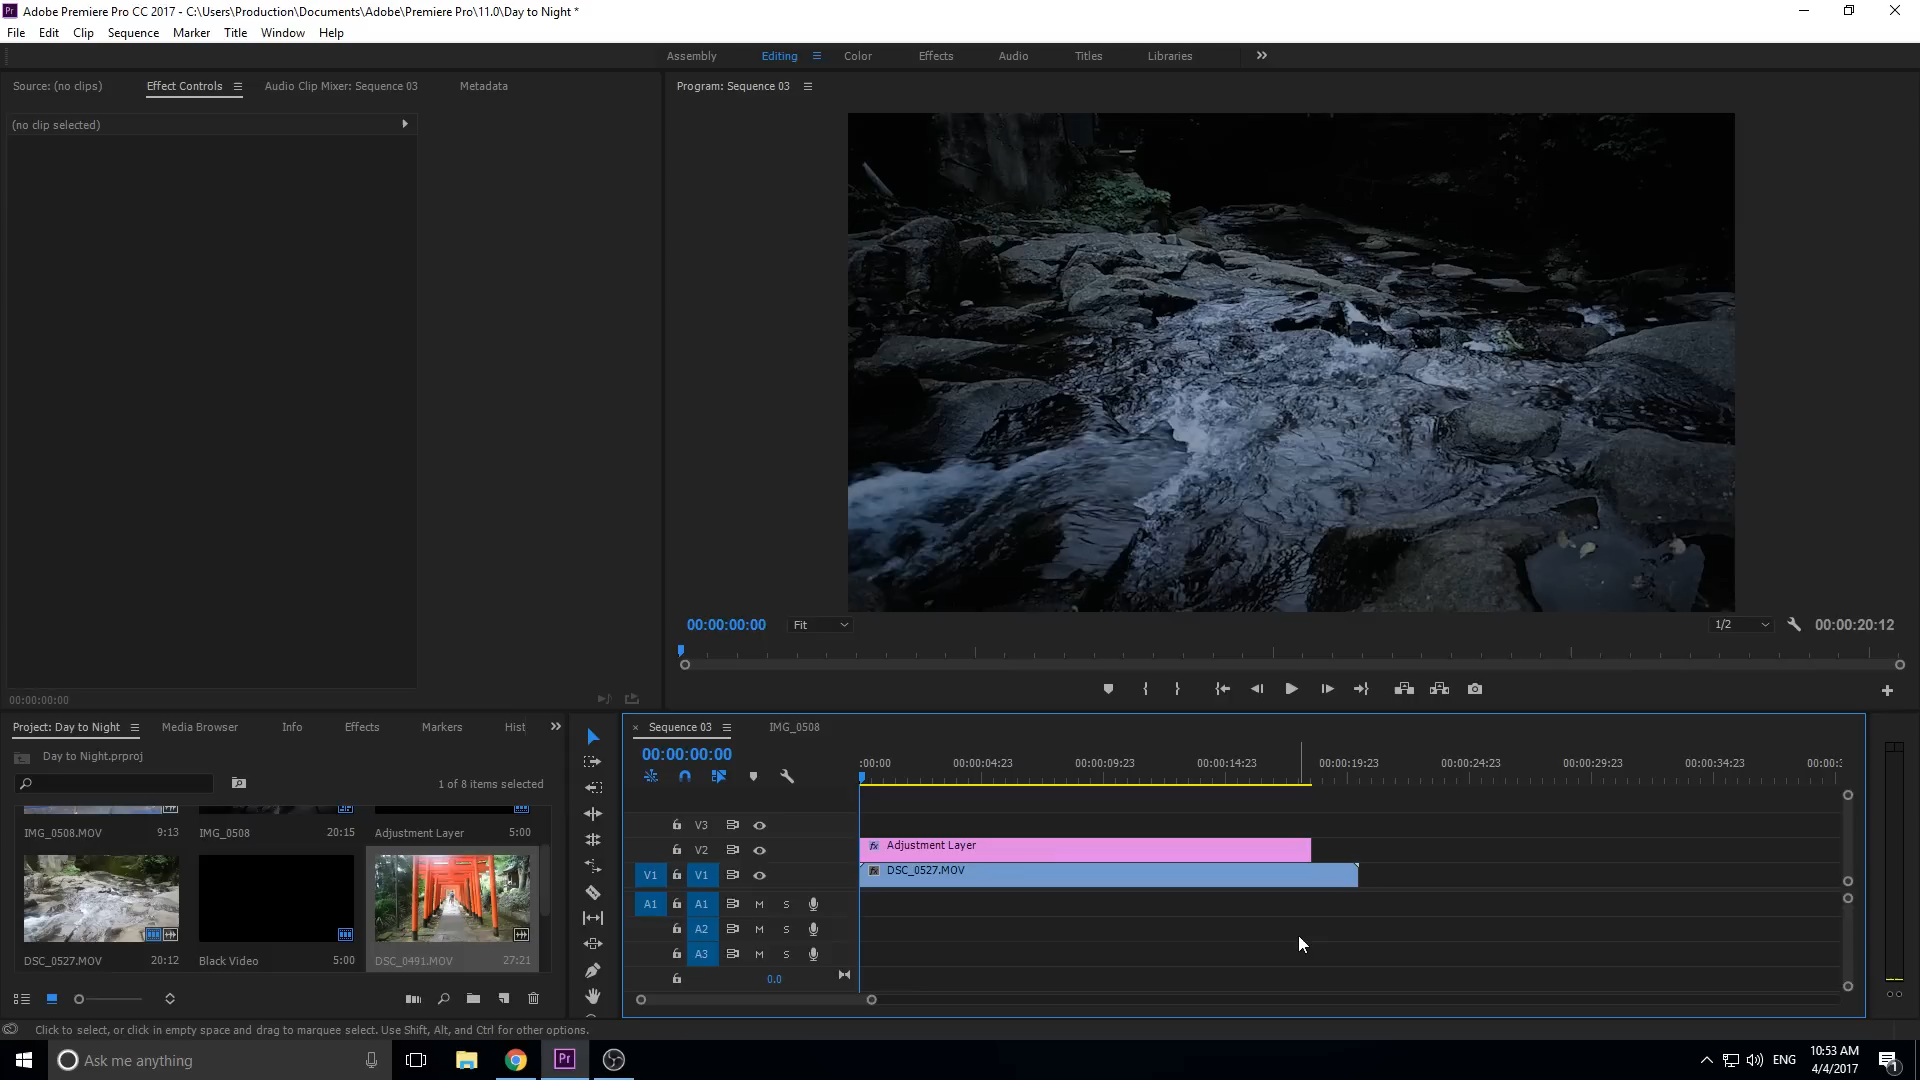 Adobe Premiere Pro CC 2017 - C:\Users\Production\Documents\Adobe\Premiere Pro\11.0\Day to Night *
File Edit Clip Sequence Marker Title Window Help
Assembly Editing Color Effects Audio Titles Libraries
Source: (no clips) Effect Controls Audio Clip Mixer: Sequence 03 Metadata
Program: Sequence 03
(no clip selected)
00:00:00:00 Fit 1/2 00:00:20:12
00:00:00:00
Project: Day to Night Media Browser Info Effects Markers Hist
Day to Night.prproj
1 of 8 items selected
IMG_0508.MOV 9:13
IMG_0508 20:15
Adjustment Layer 5:00
DSC_0527.MOV 20:12
Black Video 5:00
DSC_0491.MOV 27:21
Sequence 03 IMG_0508
00:00:00:00
:00:00 00:00:04:23 00:00:09:23 00:00:14:23 00:00:19:23 00:00:24:23 00:00:29:23 00:00:34:23 00:00:
V3
V2 fx Adjustment Layer
V1 V1 fx DSC_0527.MOV
A1 A1 M S
A2 M S
A3 M S
0.0
Click to select, or click in empty space and drag to marquee select. Use Shift, Alt, and Ctrl for other options.
Ask me anything
Pr
ENG
10:53 AM
4/4/2017
1